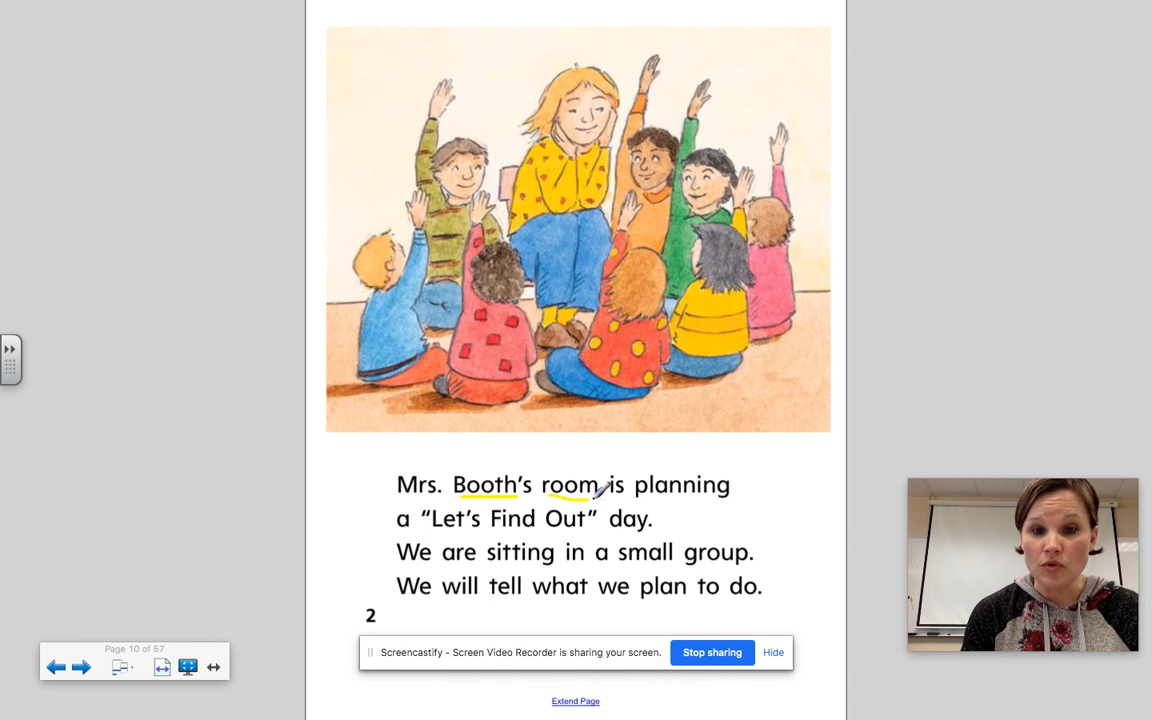 Mrs. Booth's room is planning
a “Let's Find Out” day.
We are sitting in a small group.
We will tell what we plan to do.
2
Page 10 of 57
Screencastify - Screen Video Recorder is sharing your screen.
Stop sharing
Hide
Extend Page